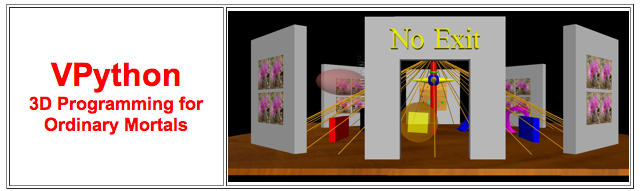 VPython
3D Programming for
Ordinary Mortals
No Exit